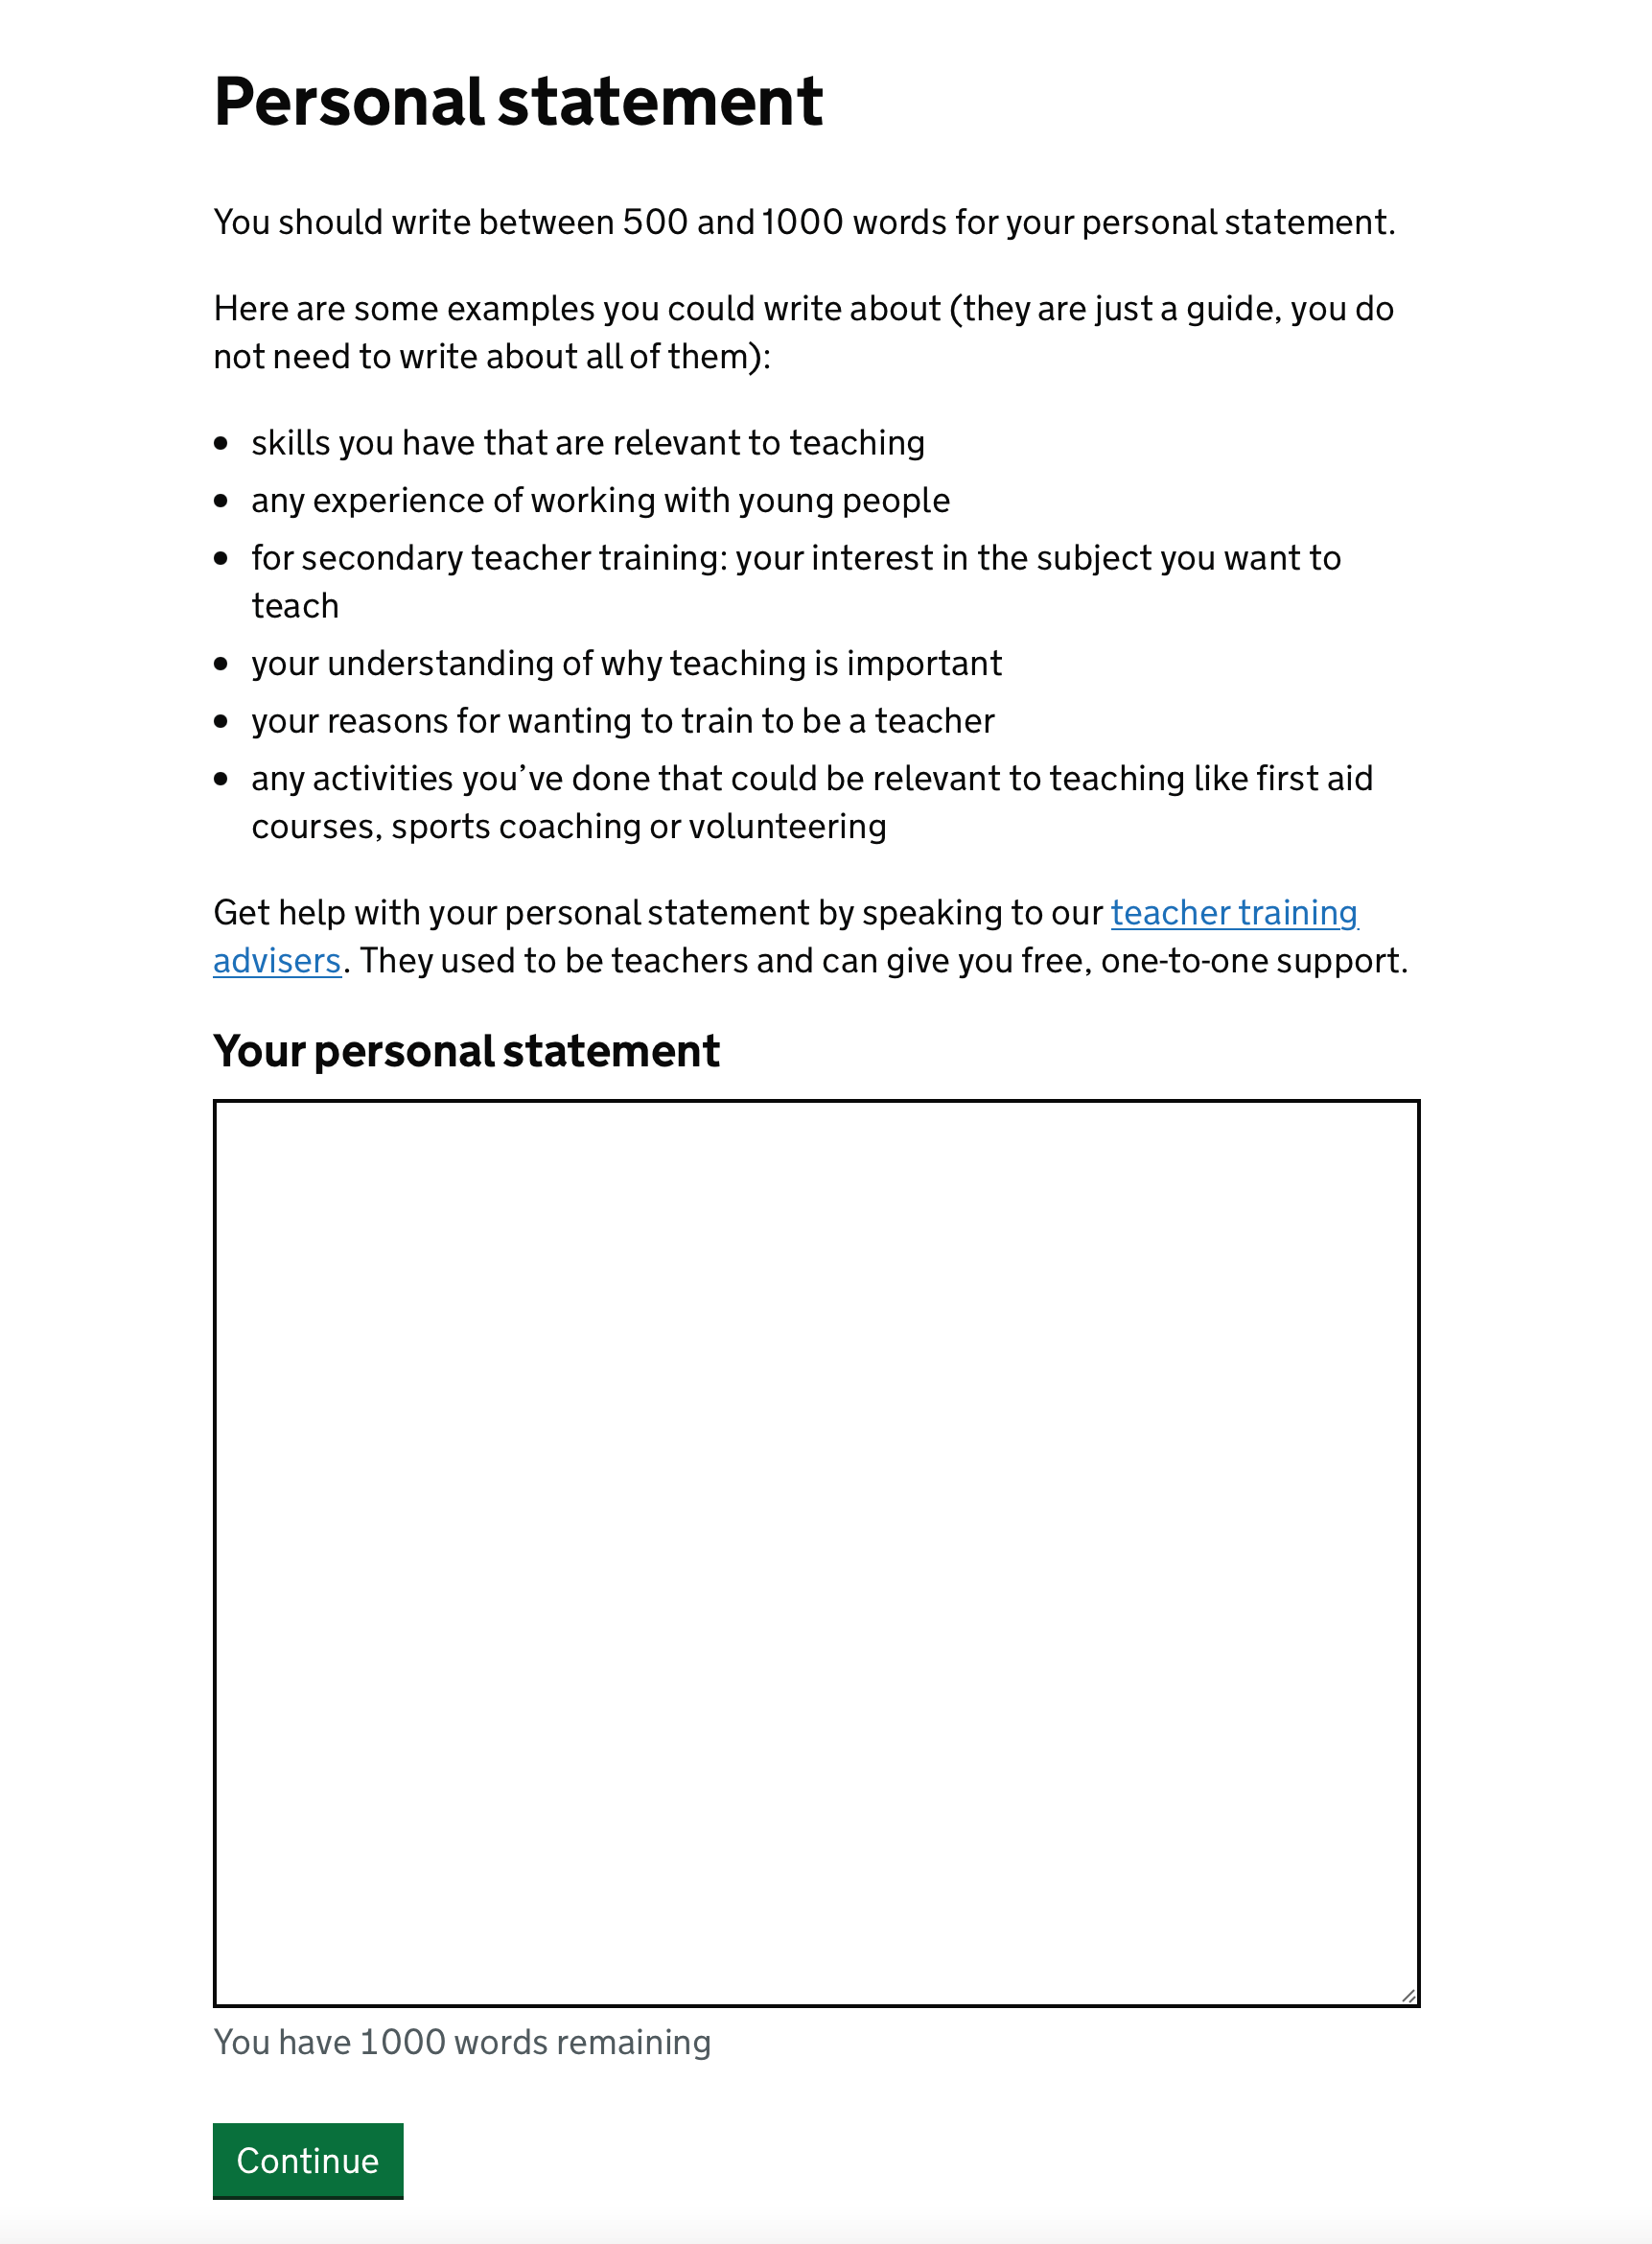 Personal statement
You should write between 500 and 1000 words for your personal statement.
Here are some examples you could write about (they are just a guide, you do
not need to write about all of them):
• skills you have that are relevant to teaching
• any experience of working with young people
• for secondary teacher training: your interest in the subject you want to
teach
• your understanding of why teaching is important
• your reasons for wanting to train to be a teacher
• any activities you’ve done that could be relevant to teaching like first aid
courses, sports coaching or volunteering
Get help with your personal statement by speaking to our teacher training
advisers. They used to be teachers and can give you free, one-to-one support.
Your personal statement
You have 1000 words remaining
Continue